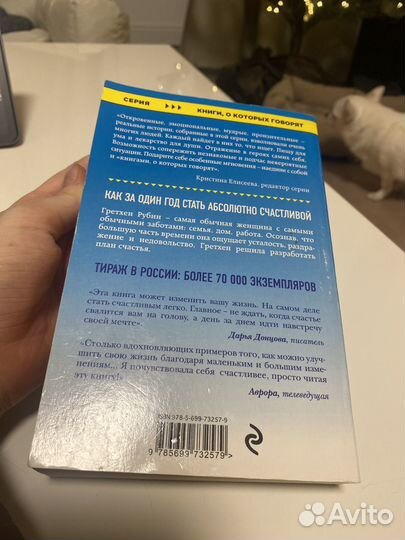 СЕРИЯ >>> КНИГИ, О КОТОРЫХ ГОВОРЯТ
«Откровенные, эмоциональные, мудрые, пронзительные –
реальные истории, собранные в этой серии, взволновали очень
многих людей. Каждый найдет в них то, что ищет. Пищу для
ума и лекарство для души. Отражение в героях самих себя.
Возможность сопереживать незнакомые и подчас невероятные
ситуации. Подарите себе особенные мгновения – наедине с собой
и «книгами, о которых говорят».
Кристина Елисеева, редактор серии
КАК ЗА ОДИН ГОД СТАТЬ АБСОЛЮТНО СЧАСТЛИВОЙ
Гретхен Рубин – самая обычная женщина с самыми
обычными заботами: семья, дом, работа. Осознав, что
большую часть времени она ощущает усталость, раздра-
жение и недовольство, Гретхен решила разработать
план счастья.
ТИРАЖ В РОССИИ: БОЛЕЕ 70 000 ЭКЗЕМПЛЯРОВ
«Эта книга может изменить вашу жизнь. На самом деле
стать счастливым легко. Главное – не ждать, когда счастье
свалится вам на голову, а день за днем идти навстречу
своей мечте».
Дарья Донцова, писатель
«Столько вдохновляющих примеров того, как можно улуч-
шить свою жизнь благодаря маленьким и большим изме-
нениям... Я почувствовала себя счастливее, просто читая
эту книгу!»
Аврора, телеведущая
ISBN 978-5-699-73257-9
9 785699 732579 >
Avito